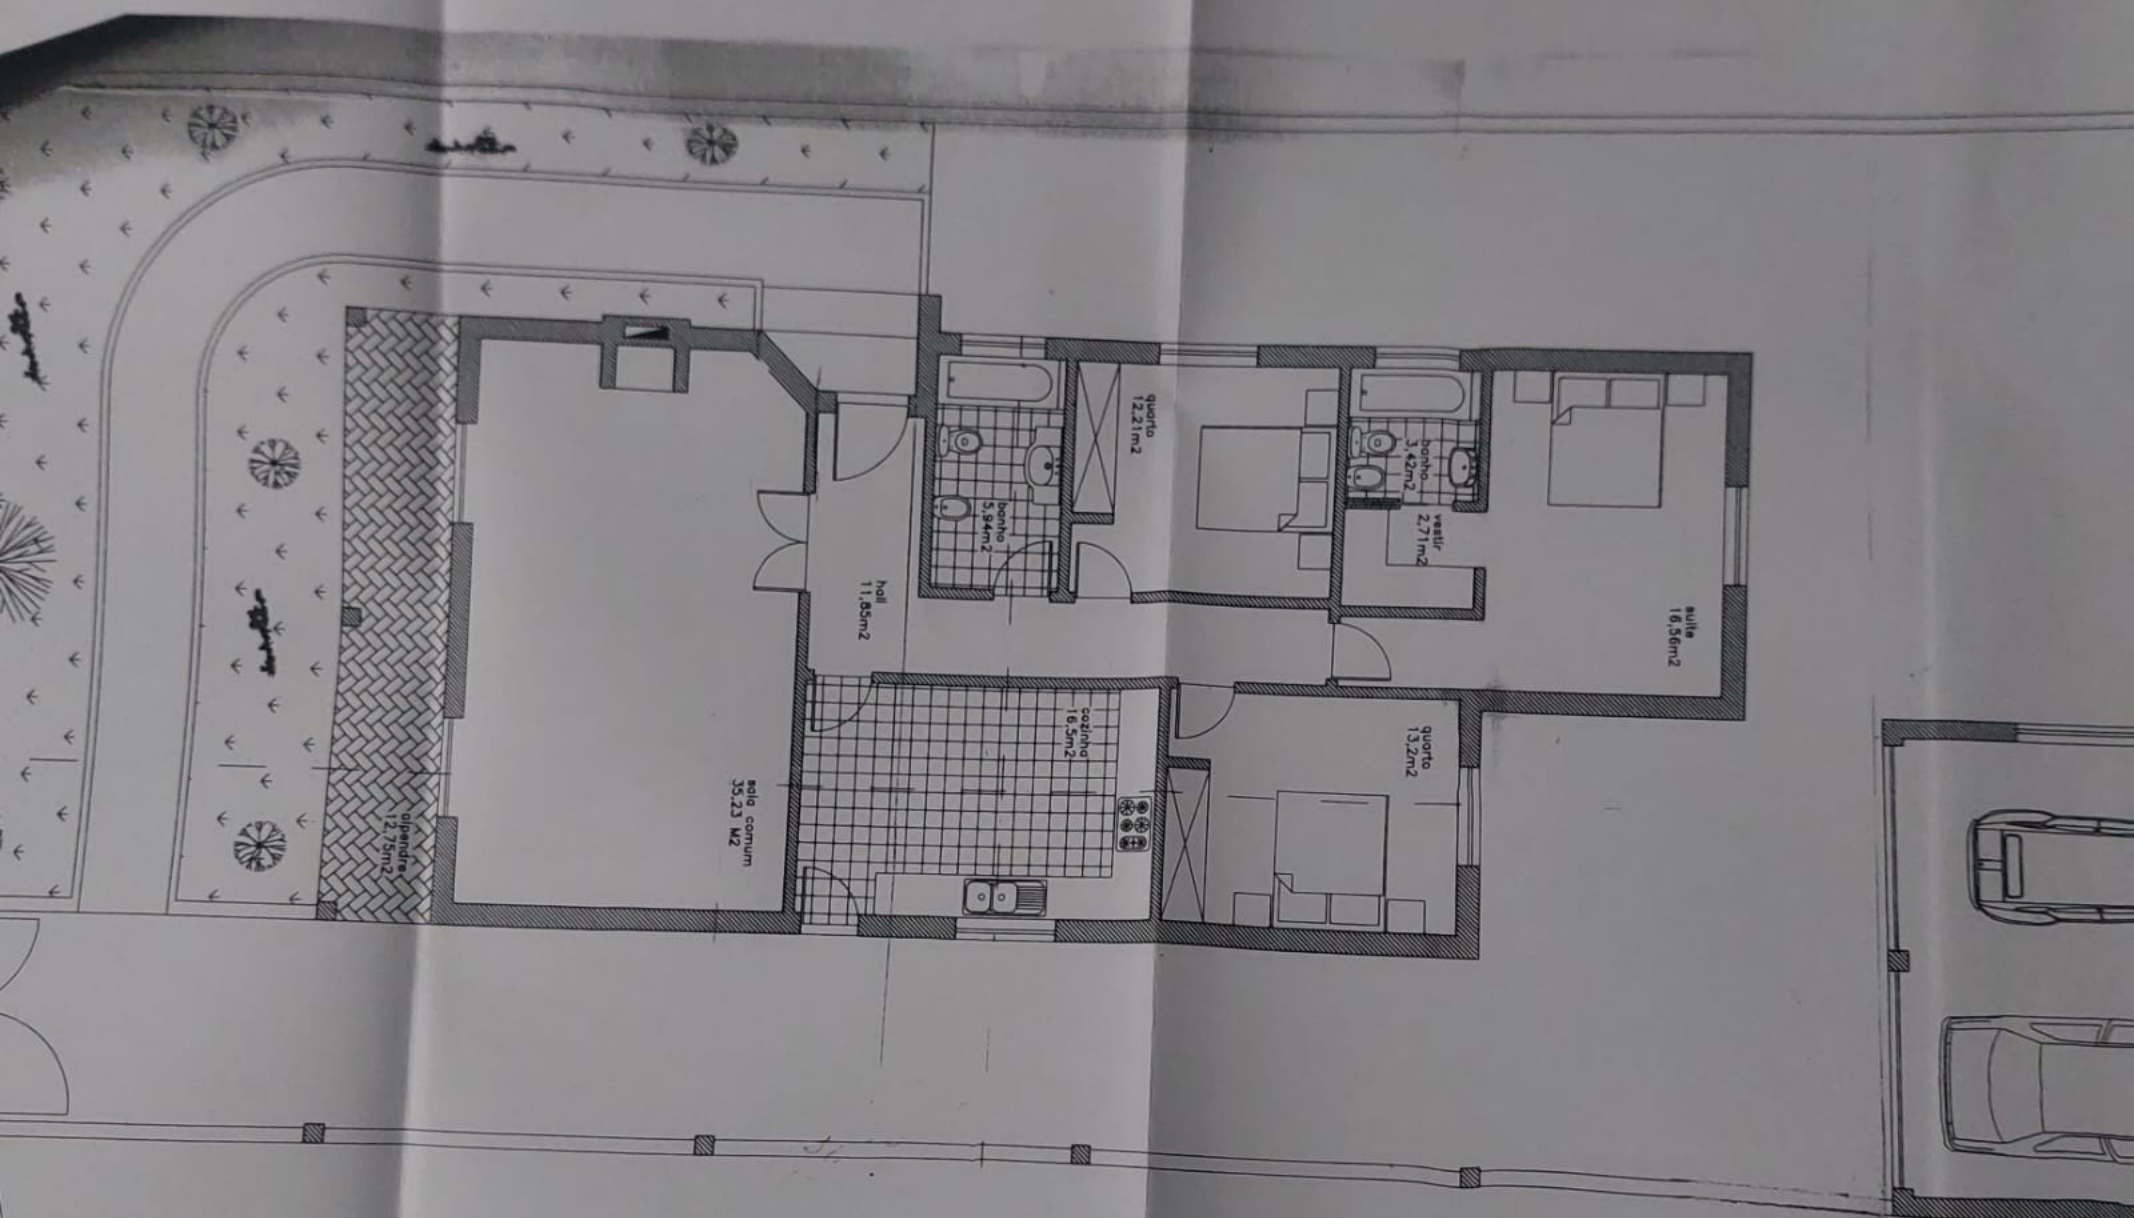 quarto
12.21m2
banho
3,42m2
vestir
2,71m2
banho
5,94m2
hall
11,85m2
suite
16,56m2
cozinha
16,5m2
quarto
13,2m2
sala comum
35.23 M2
alpendre
12,75m2